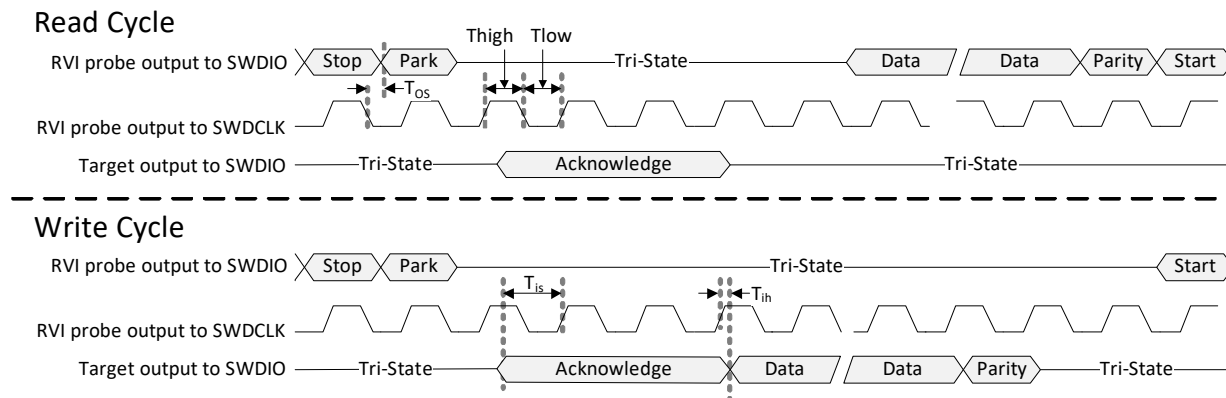 Read Cycle
Thigh Tlow
RVI probe output to SWDIO Stop Park Tri-State Data Data Parity Start
Tos
RVI probe output to SWDCLK
Target output to SWDIO Tri-State Acknowledge Tri-State
Write Cycle
RVI probe output to SWDIO Stop Park Tri-State Start
Tis Tih
RVI probe output to SWDCLK
Target output to SWDIO Tri-State Acknowledge Data Data Parity Tri-State